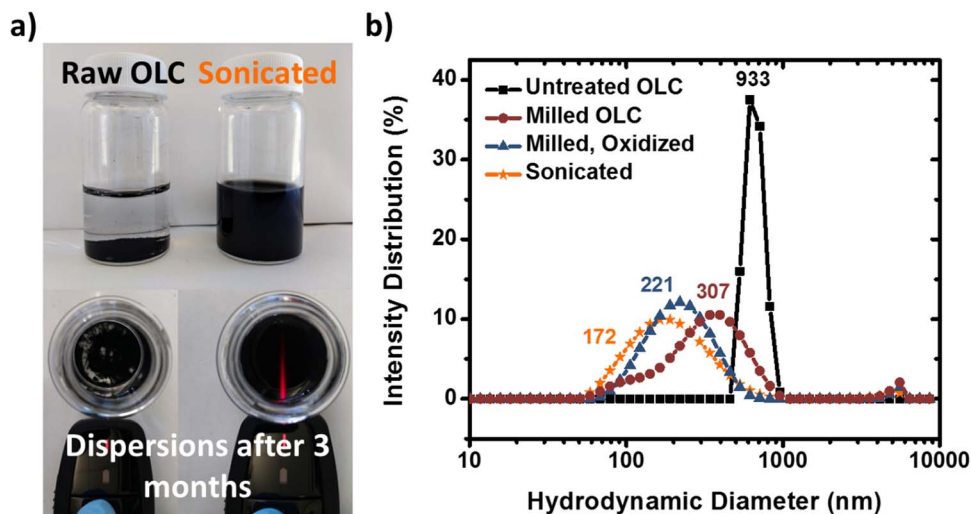 a)
Raw OLC Sonicated
Dispersions after 3
months
b)
Intensity Distribution (%)
40
30
20
10
0
Untreated OLC
Milled OLC
Milled, Oxidized
Sonicated
933
307
221
172
10
100
1000
10000
Hydrodynamic Diameter (nm)